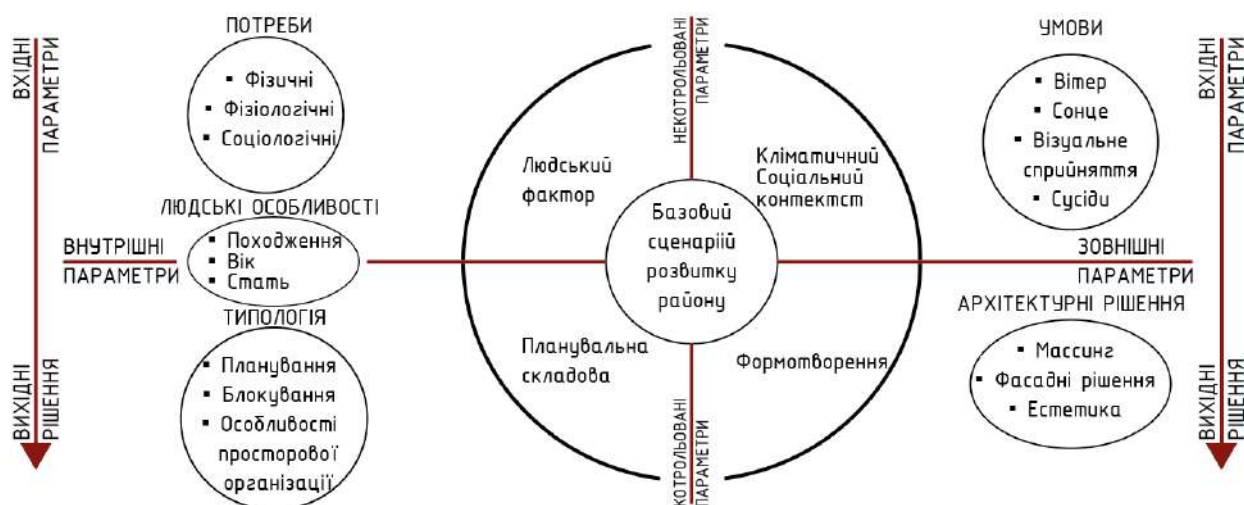 ПОТРЕБИ
▪ Фізичні
▪ Фізіологічні
▪ Соціологічні
ЛЮДСЬКІ ОСОБЛИВОСТІ
▪ Походження
▪ Вік
▪ Стать
ТИПОЛОГІЯ
▪ Планування
▪ Блокування
▪ Особливості
просторової
організації
ВХІДНІ
ПАРАМЕТРИ
ВИХІДНІ
РІШЕННЯ
ВНУТРІШНІ
ПАРАМЕТРИ
НЕКОТРОЛЬОВАНІ
ПАРАМЕТРИ
Людський
фактор
Кліматичний
Соціальний
контектст
Базовий
сценаріій
розвитку
району
Планувальна
складова
Формотворення
КОТРОЛЬОВАНІ
ПАРАМЕТРИ
УМОВИ
▪ Вітер
▪ Сонце
▪ Візуальне
сприйняття
▪ Сусіди
ЗОВНІШНІ
ПАРАМЕТРИ
АРХІТЕКТУРНІ РІШЕННЯ
▪ Массинг
▪ Фасадні рішення
▪ Естетика
ВХІДНІ
ПАРАМЕТРИ
ВИХІДНІ
РІШЕННЯ